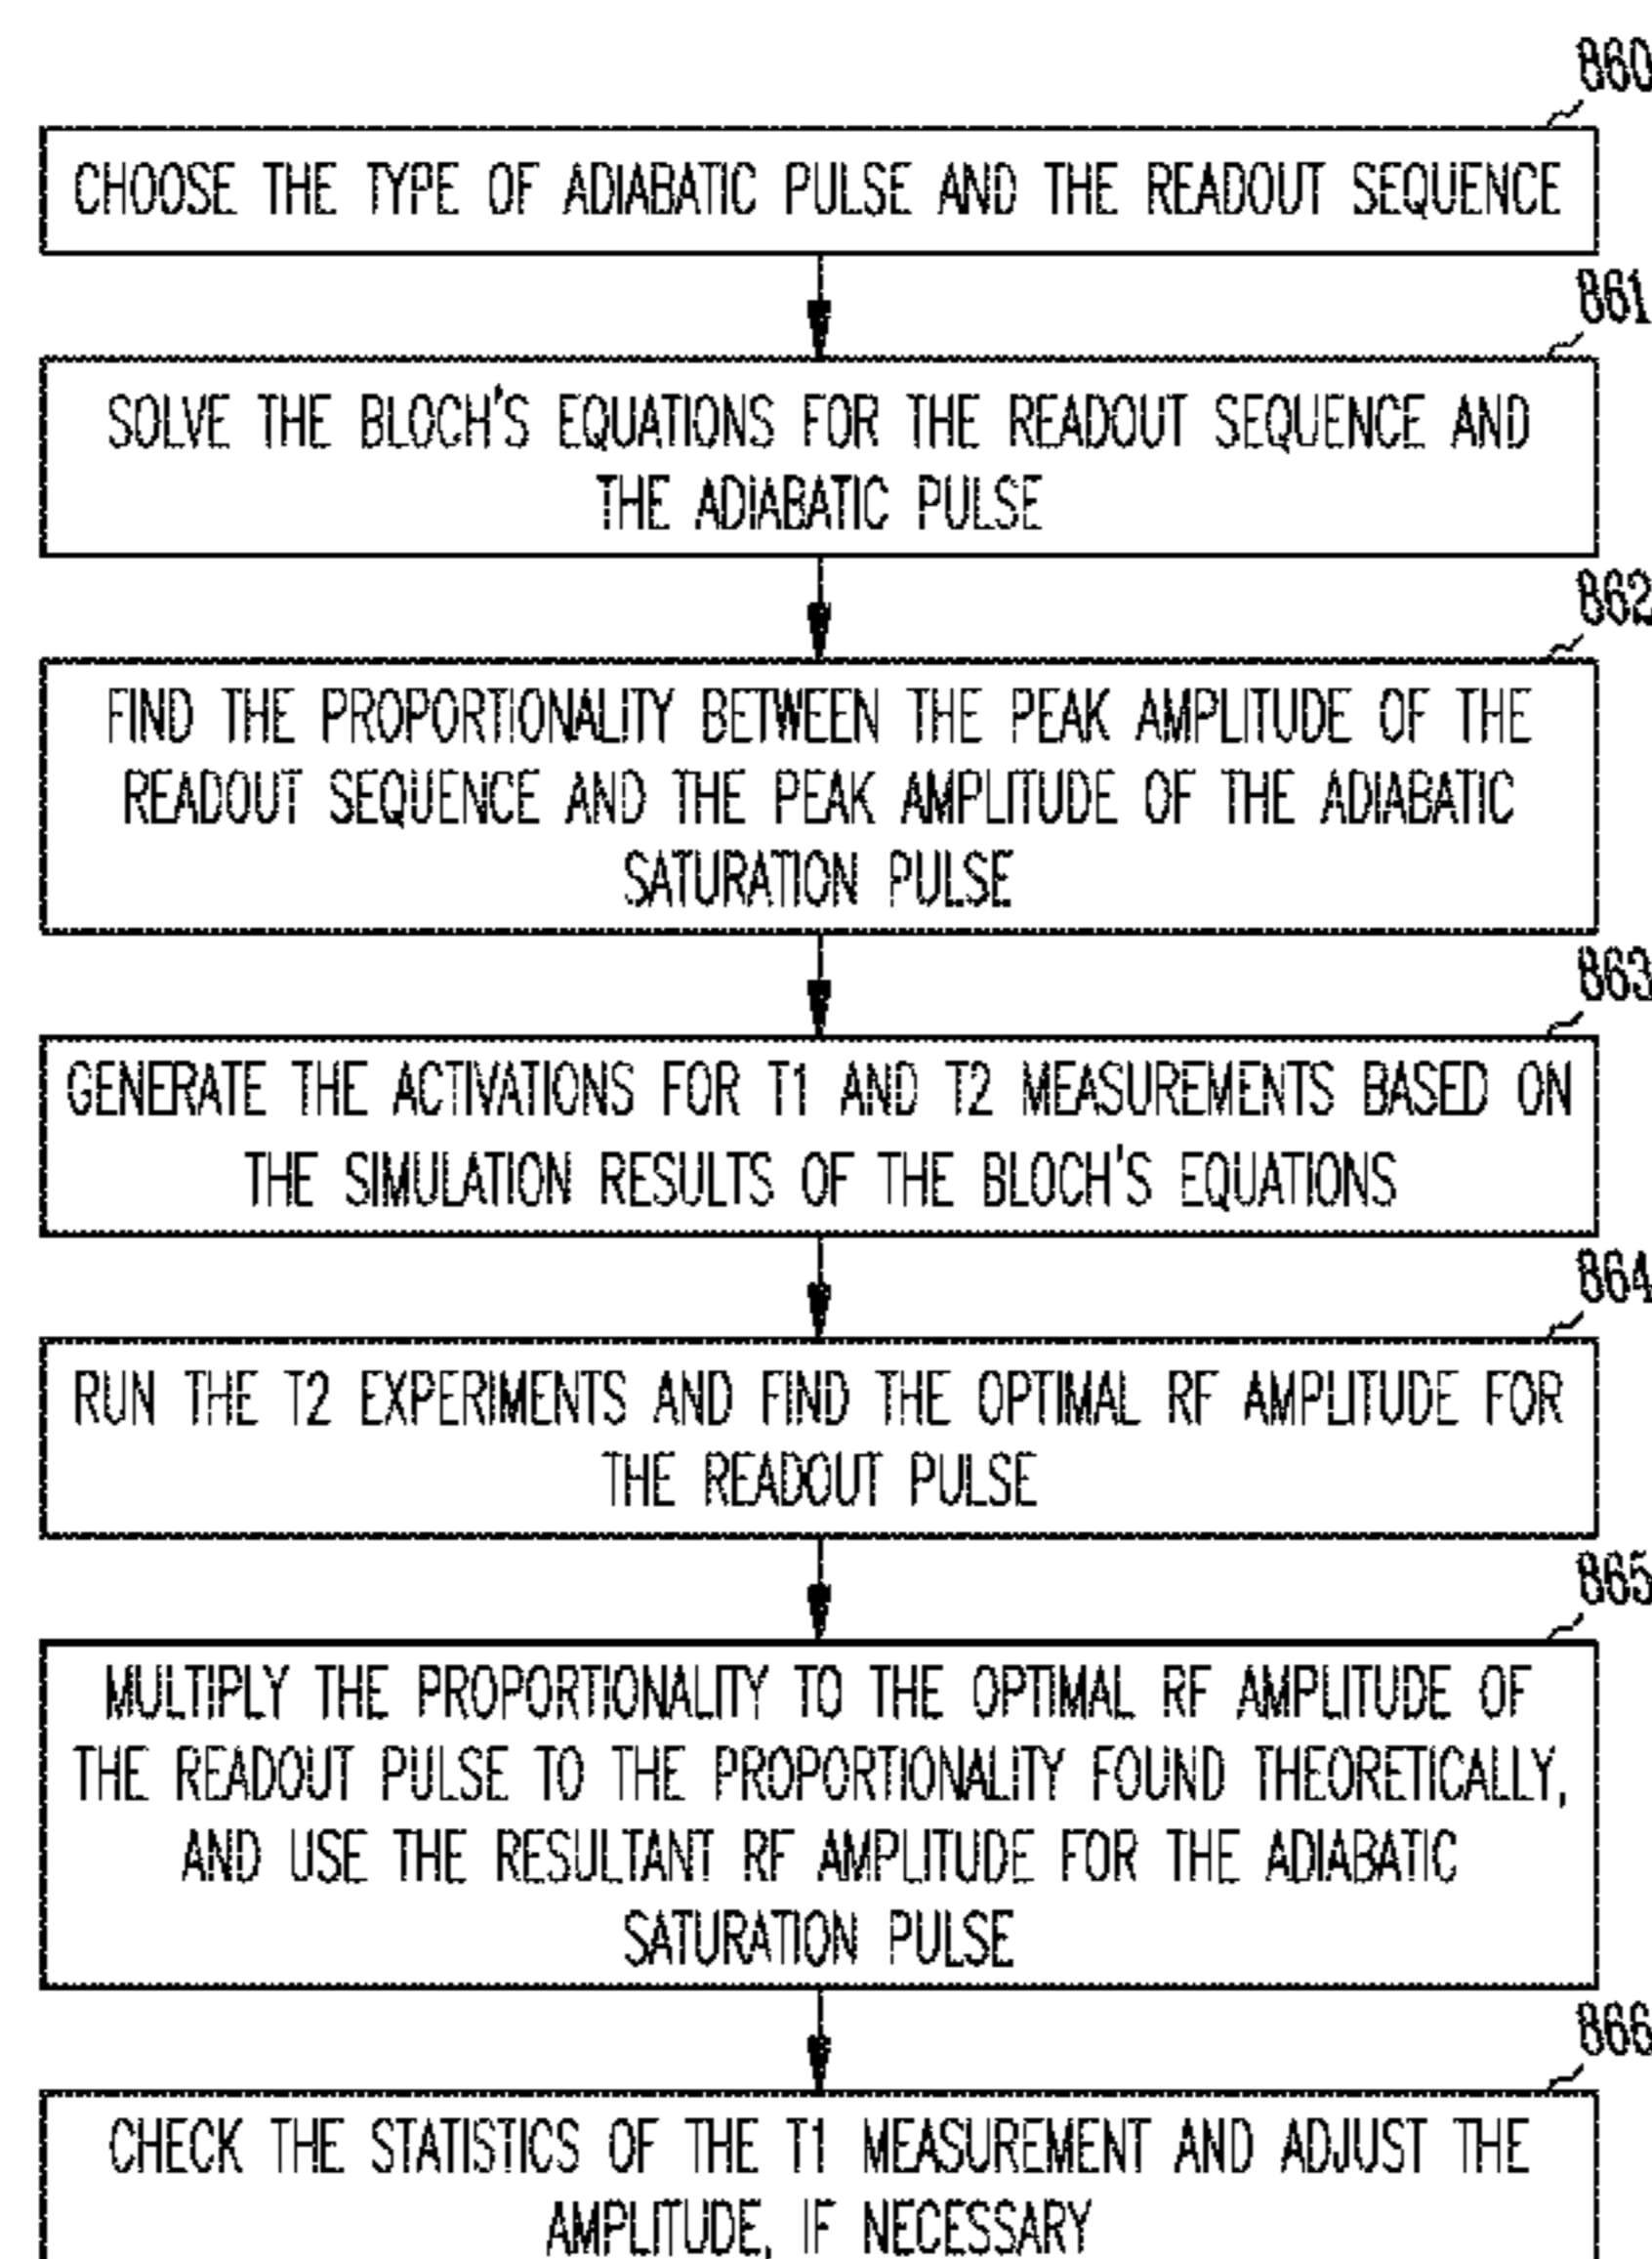 860
CHOOSE THE TYPE OF ADIABATIC PULSE AND THE READOUT SEQUENCE
861
SOLVE THE BLOCH'S EQUATIONS FOR THE READOUT SEQUENCE AND
THE ADIABATIC PULSE
862
FIND THE PROPORTIONALITY BETWEEN THE PEAK AMPLITUDE OF THE
READOUT SEQUENCE AND THE PEAK AMPLITUDE OF THE ADIABATIC
SATURATION PULSE
863
GENERATE THE ACTIVATIONS FOR T1 AND T2 MEASUREMENTS BASED ON
THE SIMULATION RESULTS OF THE BLOCH'S EQUATIONS
864
RUN THE T2 EXPERIMENTS AND FIND THE OPTIMAL RF AMPLITUDE FOR
THE READOUT PULSE
865
MULTIPLY THE PROPORTIONALITY TO THE OPTIMAL RF AMPLITUDE OF
THE READOUT PULSE TO THE PROPORTIONALITY FOUND THEORETICALLY,
AND USE THE RESULTANT RF AMPLITUDE FOR THE ADIABATIC
SATURATION PULSE
866
CHECK THE STATISTICS OF THE T1 MEASUREMENT AND ADJUST THE
AMPLITUDE, IF NECESSARY